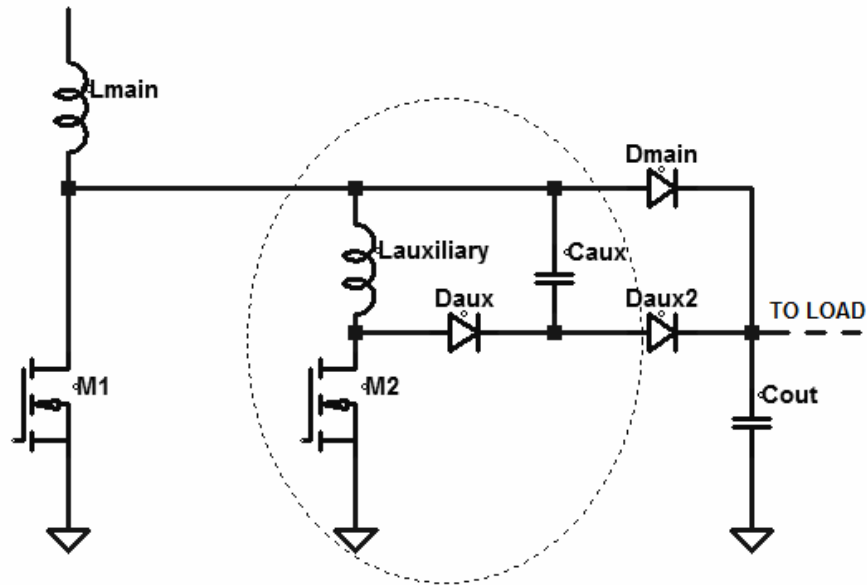 Lmain
Dmain
Lauxiliary
Caux
Daux
Daux2
TO LOAD
M1
M2
Cout